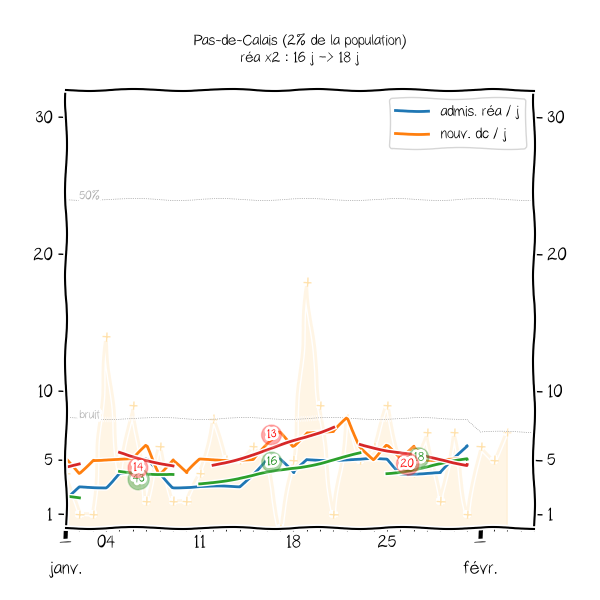 Pas-de-Calais (2% de la population)
réa x2 : 16 j -> 18 j
admis. réa / j
nouv. dc / j
30 30
50%
20 20
10 10
bruit
13
5 14 16 20 18 5
1 1
04 11 18 25
janv. févr.